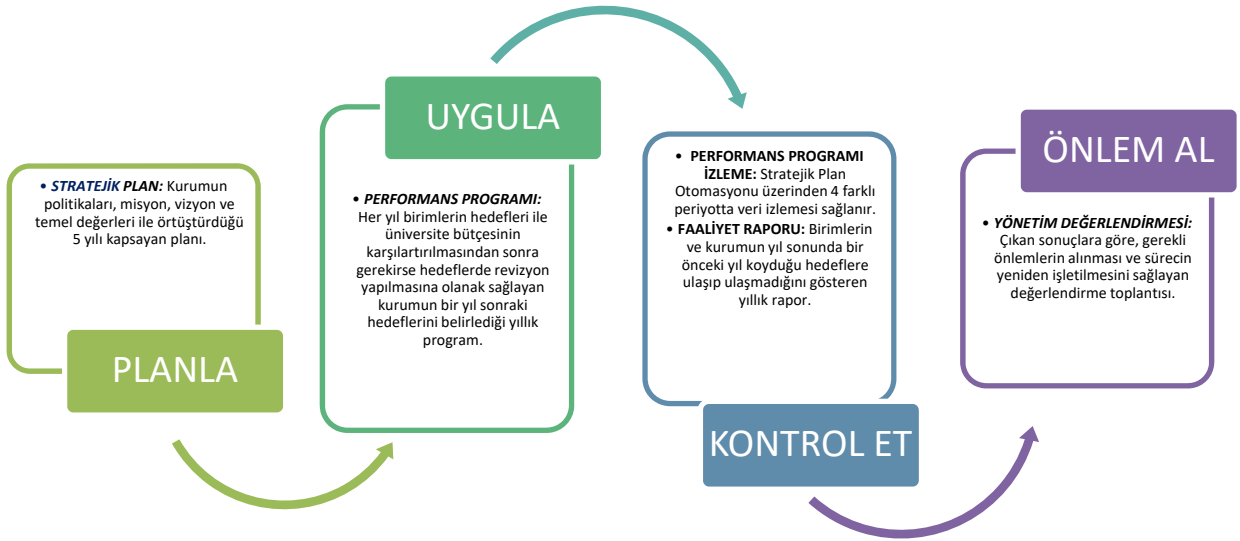 • STRATEJİK PLAN: Kurumun
politikaları, misyon, vizyon ve
temel değerleri ile örtüştürdüğü
5 yılı kapsayan planı.
PLANLA
UYGULA
• PERFORMANS PROGRAMI:
Her yıl birimlerin hedefleri ile
üniversite bütçesinin
karşılartırılmasından sonra
gerekirse hedeflerde revizyon
yapılmasına olanak sağlayan
kurumun bir yıl sonraki
hedeflerini belirlediği yıllık
program.
• PERFORMANS PROGRAMI
İZLEME: Stratejik Plan
Otomasyonu üzerinden 4 farklı
periyotta veri izlemesi sağlanır.
• FAALİYET RAPORU: Birimlerin
ve kurumun yıl sonunda bir
önceki yıl koyduğu hedeflere
ulaşıp ulaşmadığını gösteren
yıllık rapor.
KONTROL ET
ÖNLEM AL
• YÖNETİM DEĞERLENDİRMESİ:
Çıkan sonuçlara göre, gerekli
önlemlerin alınması ve sürecin
yeniden işletilmesini sağlayan
değerlendirme toplantısı.